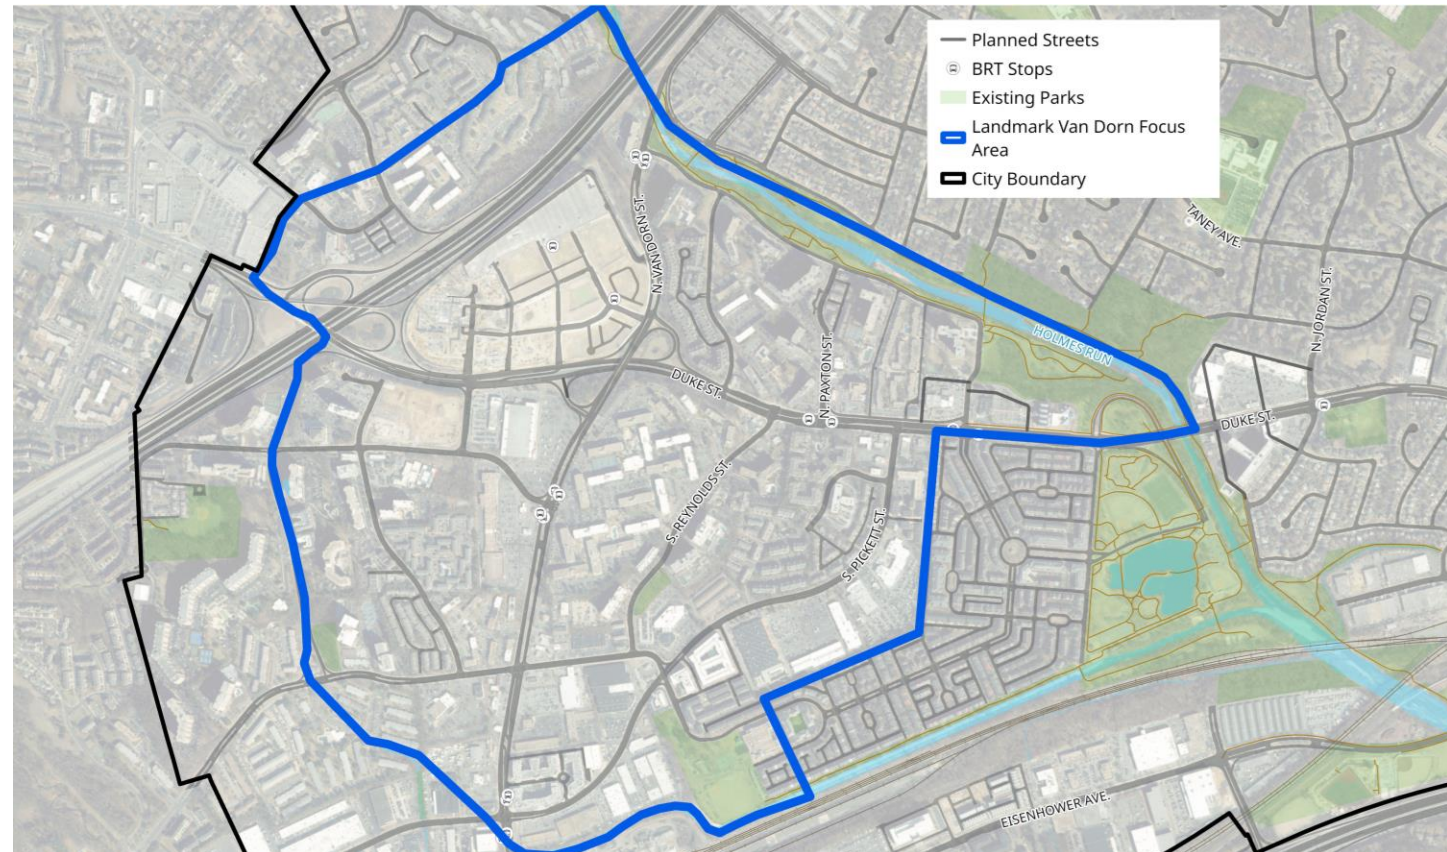 Planned Streets
BRT Stops
Existing Parks
Landmark Van Dorn Focus
Area
City Boundary
TANEY AVE.
N. VAN DORN ST.
N. JORDAN ST.
HOLMES RUN
N. PAXTON ST.
DUKE ST.
DUKE ST.
S. REYNOLDS ST.
S. PICKETT ST.
EISENHOWER AVE.